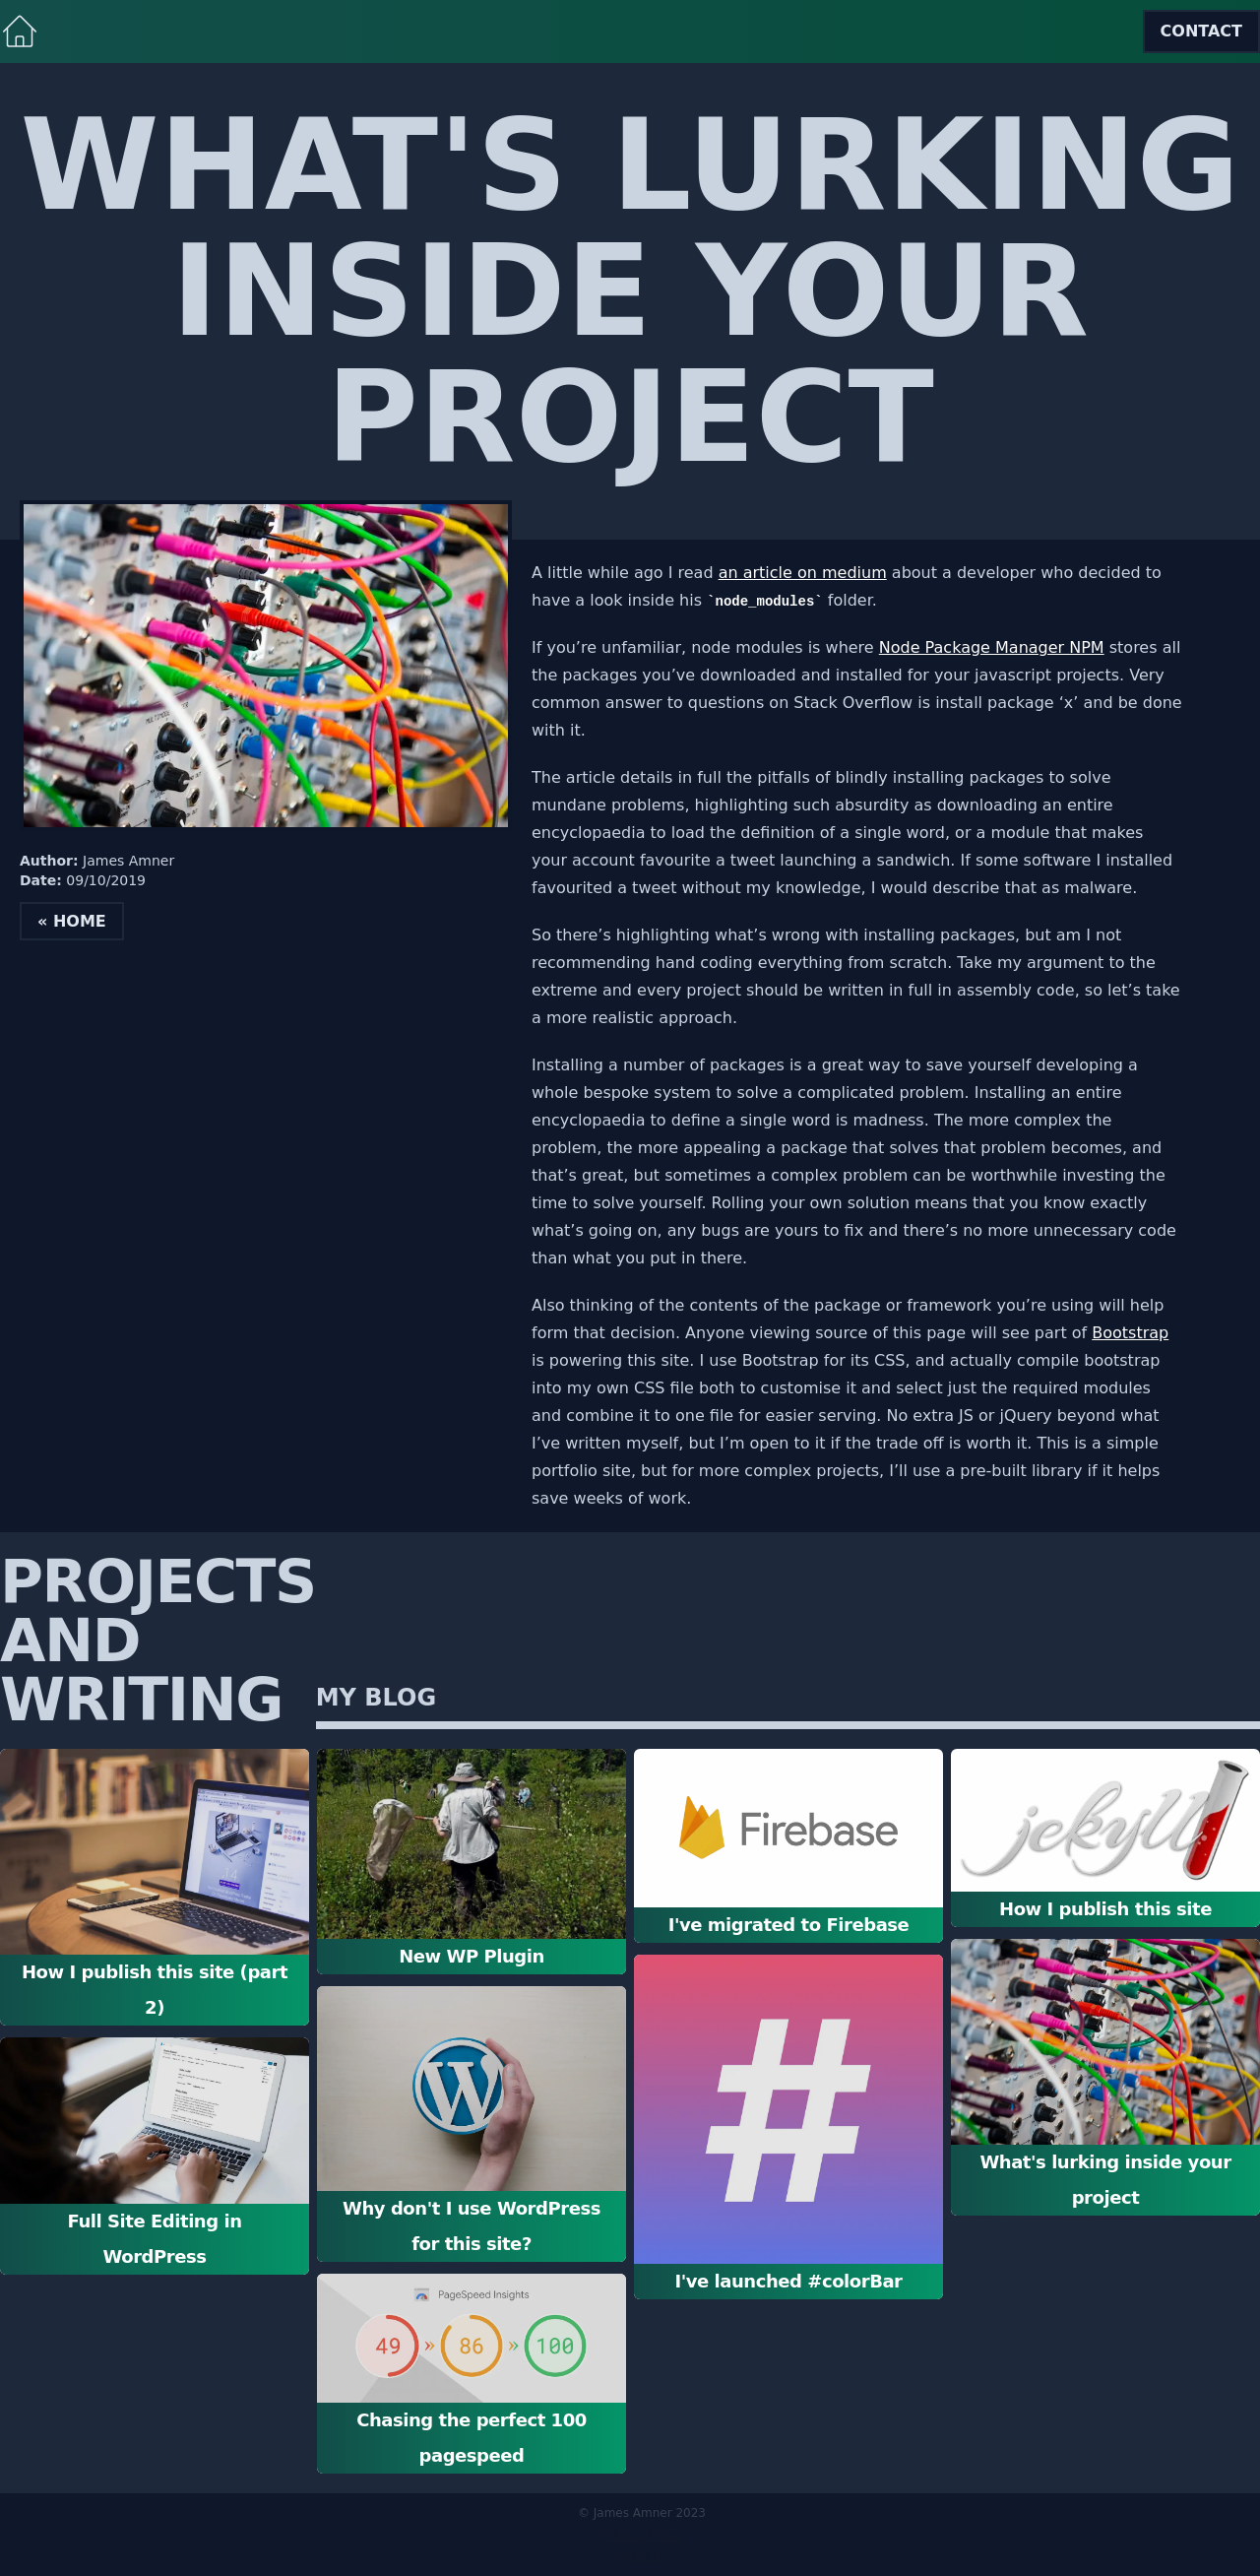 CONTACT
WHAT'S LURKING
INSIDE YOUR
PROJECT
Author: James Amner
Date: 09/10/2019
« HOME
A little while ago I read an article on medium about a developer who decided to
have a look inside his `node_modules` folder.
If you’re unfamiliar, node modules is where Node Package Manager NPM stores all
the packages you’ve downloaded and installed for your javascript projects. Very
common answer to questions on Stack Overflow is install package ‘x’ and be done
with it.
The article details in full the pitfalls of blindly installing packages to solve
mundane problems, highlighting such absurdity as downloading an entire
encyclopaedia to load the definition of a single word, or a module that makes
your account favourite a tweet launching a sandwich. If some software I installed
favourited a tweet without my knowledge, I would describe that as malware.
So there’s highlighting what’s wrong with installing packages, but am I not
recommending hand coding everything from scratch. Take my argument to the
extreme and every project should be written in full in assembly code, so let’s take
a more realistic approach.
Installing a number of packages is a great way to save yourself developing a
whole bespoke system to solve a complicated problem. Installing an entire
encyclopaedia to define a single word is madness. The more complex the
problem, the more appealing a package that solves that problem becomes, and
that’s great, but sometimes a complex problem can be worthwhile investing the
time to solve yourself. Rolling your own solution means that you know exactly
what’s going on, any bugs are yours to fix and there’s no more unnecessary code
than what you put in there.
Also thinking of the contents of the package or framework you’re using will help
form that decision. Anyone viewing source of this page will see part of Bootstrap
is powering this site. I use Bootstrap for its CSS, and actually compile bootstrap
into my own CSS file both to customise it and select just the required modules
and combine it to one file for easier serving. No extra JS or jQuery beyond what
I’ve written myself, but I’m open to it if the trade off is worth it. This is a simple
portfolio site, but for more complex projects, I’ll use a pre-built library if it helps
save weeks of work.
PROJECTS
AND
WRITING
MY BLOG
How I publish this site (part
2)
Full Site Editing in
WordPress
New WP Plugin
W
Why don't I use WordPress
for this site?
PageSpeed Insights
49 » 86 » 100
Chasing the perfect 100
pagespeed
Firebase
I've migrated to Firebase
#
I've launched #colorBar
jekyll
How I publish this site
What's lurking inside your
project
© James Amner 2023